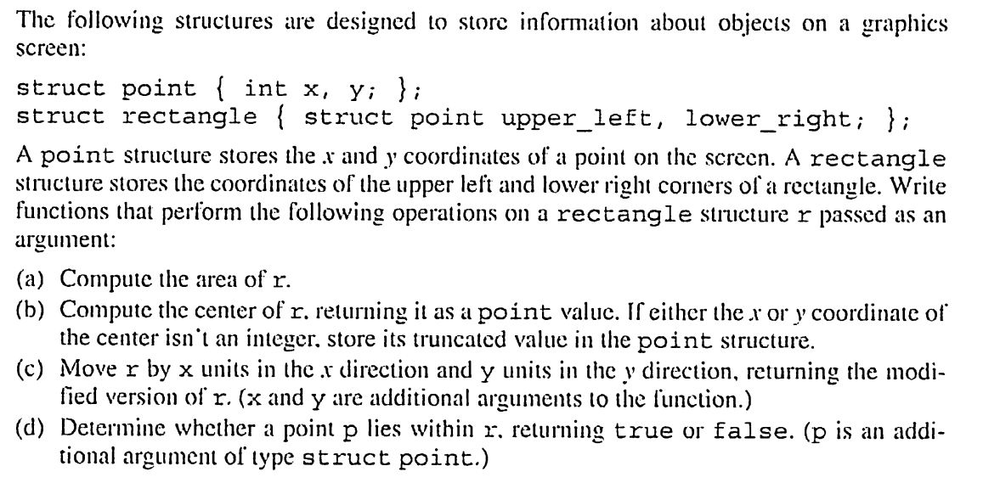 The following structures are designed to store information about objects on a graphics
screen:
struct point { int x, y; };
struct rectangle { struct point upper_left, lower_right; };
A point structure stores the x and y coordinates of a point on the screen. A rectangle
structure stores the coordinates of the upper left and lower right corners of a rectangle. Write
functions that perform the following operations on a rectangle structure r passed as an
argument:
(a) Compute the area of r.
(b) Compute the center of r, returning it as a point value. If either the x or y coordinate of
the center isn't an integer, store its truncated value in the point structure.
(c) Move r by x units in the x direction and y units in the y direction, returning the modi-
fied version of r. (x and y are additional arguments to the function.)
(d) Determine whether a point p lies within r, returning true or false. (p is an addi-
tional argument of type struct point.)